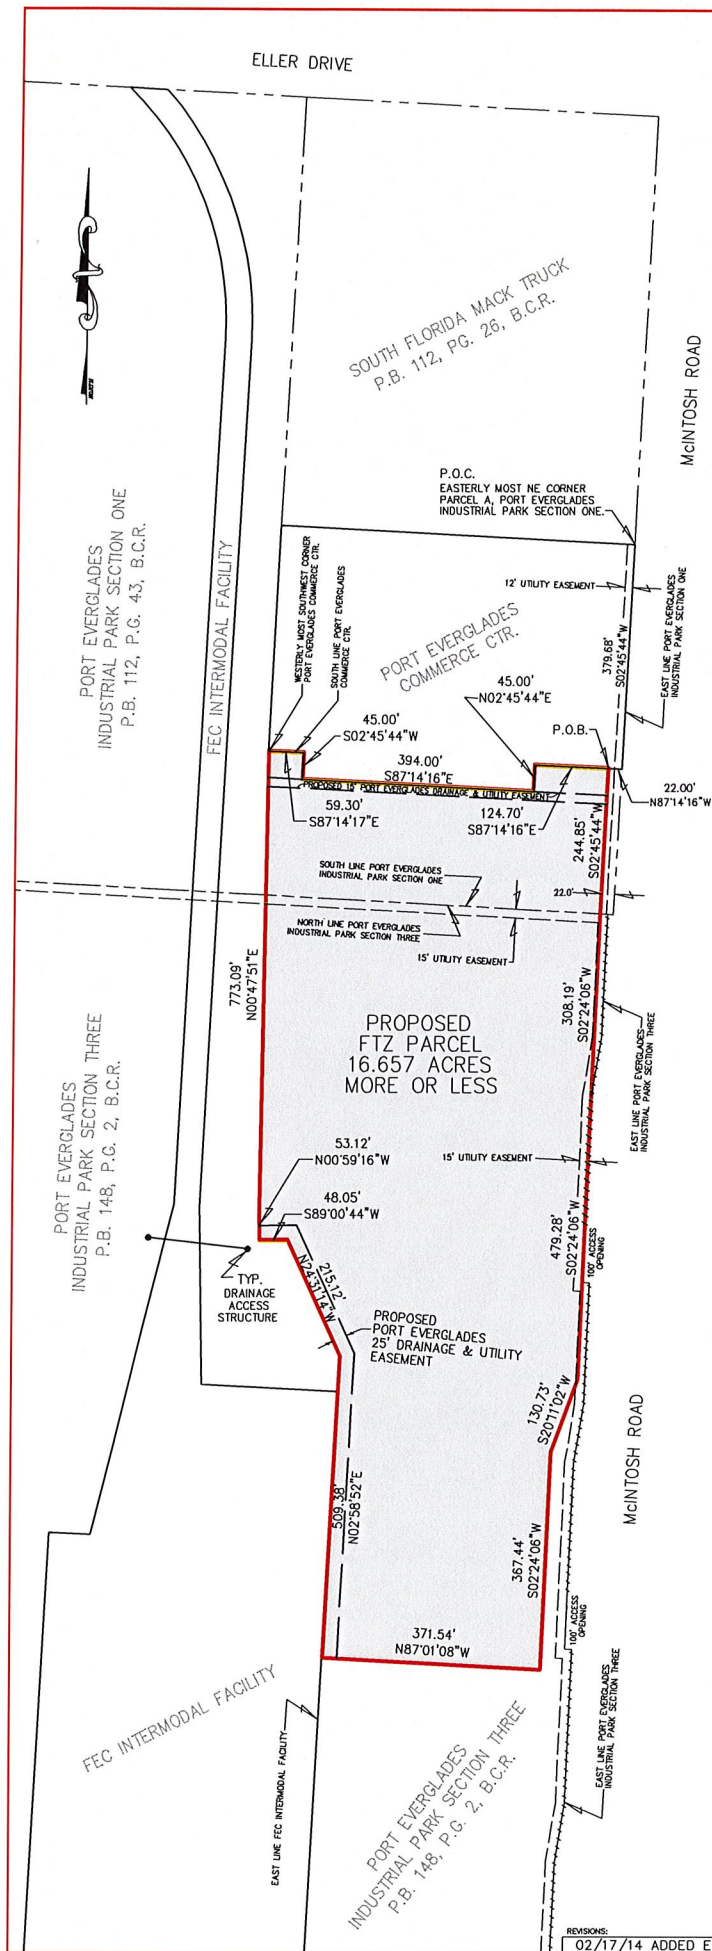 ELLER DRIVE
NORTH
SOUTH FLORIDA MACK TRUCK
P.B. 112, PG. 26, B.C.R.
McINTOSH ROAD
P.O.C.
EASTERLY MOST NE CORNER
PARCEL A, PORT EVERGLADES
INDUSTRIAL PARK SECTION ONE.
PORT EVERGLADES
INDUSTRIAL PARK SECTION ONE
P.B. 112, P.G. 43, B.C.R.
FEC INTERMODAL FACILITY
WESTERLY MOST SOUTHWEST CORNER
PORT EVERGLADES COMMERCE CTR.
SOUTH LINE PORT EVERGLADES
COMMERCE CTR.
PORT EVERGLADES
COMMERCE CTR.
12' UTILITY EASEMENT
379.68'
S02°45'44"W
EAST LINE PORT EVERGLADES
INDUSTRIAL PARK SECTION ONE
45.00'
S02°45'44"W
45.00'
N02°45'44"E
P.O.B.
394.00'
S87°14'16"E
PROPOSED 15' PORT EVERGLADES DRAINAGE & UTILITY EASEMENT
59.30'
S87°14'17"E
124.70'
S87°14'16"E
22.00'
N87°14'16"W
244.85'
S02°45'44"W
SOUTH LINE PORT EVERGLADES
INDUSTRIAL PARK SECTION ONE
22.0'
NORTH LINE PORT EVERGLADES
INDUSTRIAL PARK SECTION THREE
15' UTILITY EASEMENT
773.09'
N00°47'51"E
PROPOSED
FTZ PARCEL
16.657 ACRES
MORE OR LESS
308.19'
S02°24'06"W
EAST LINE PORT EVERGLADES
INDUSTRIAL PARK SECTION THREE
PORT EVERGLADES
INDUSTRIAL PARK SECTION THREE
P.B. 148, P.G. 2, B.C.R.
53.12'
N00°59'16"W
15' UTILITY EASEMENT
48.05'
S89°00'44"W
479.28'
S02°24'06"W
100' ACCESS
OPENING
TYP.
DRAINAGE
ACCESS
STRUCTURE
215.12'
N24°31'14"W
PROPOSED
PORT EVERGLADES
25' DRAINAGE & UTILITY
EASEMENT
130.73'
S20°11'02"W
McINTOSH ROAD
509.38'
N02°58'52"E
367.44'
S02°24'06"W
371.54'
N87°01'08"W
100' ACCESS
OPENING
FEC INTERMODAL FACILITY
EAST LINE FEC INTERMODAL FACILITY
PORT EVERGLADES
INDUSTRIAL PARK SECTION THREE
P.B. 148, P.G. 2, B.C.R.
EAST LINE PORT EVERGLADES
INDUSTRIAL PARK SECTION THREE
REVISIONS:
02/17/14 ADDED E